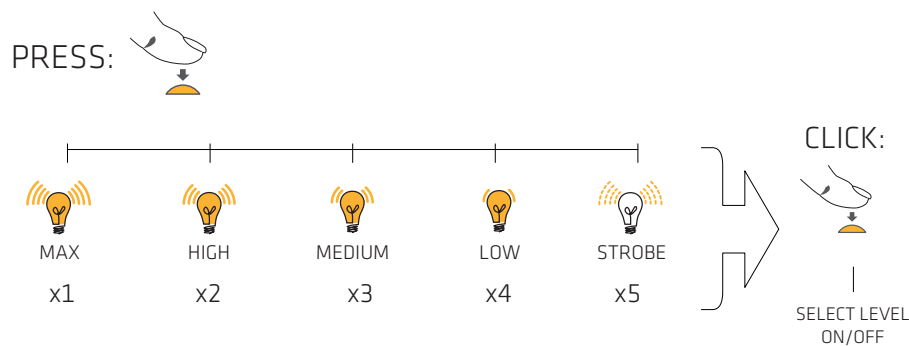 PRESS:
CLICK:
MAX
HIGH
MEDIUM
LOW
STROBE
x1
x2
x3
x4
x5
SELECT LEVEL
ON/OFF